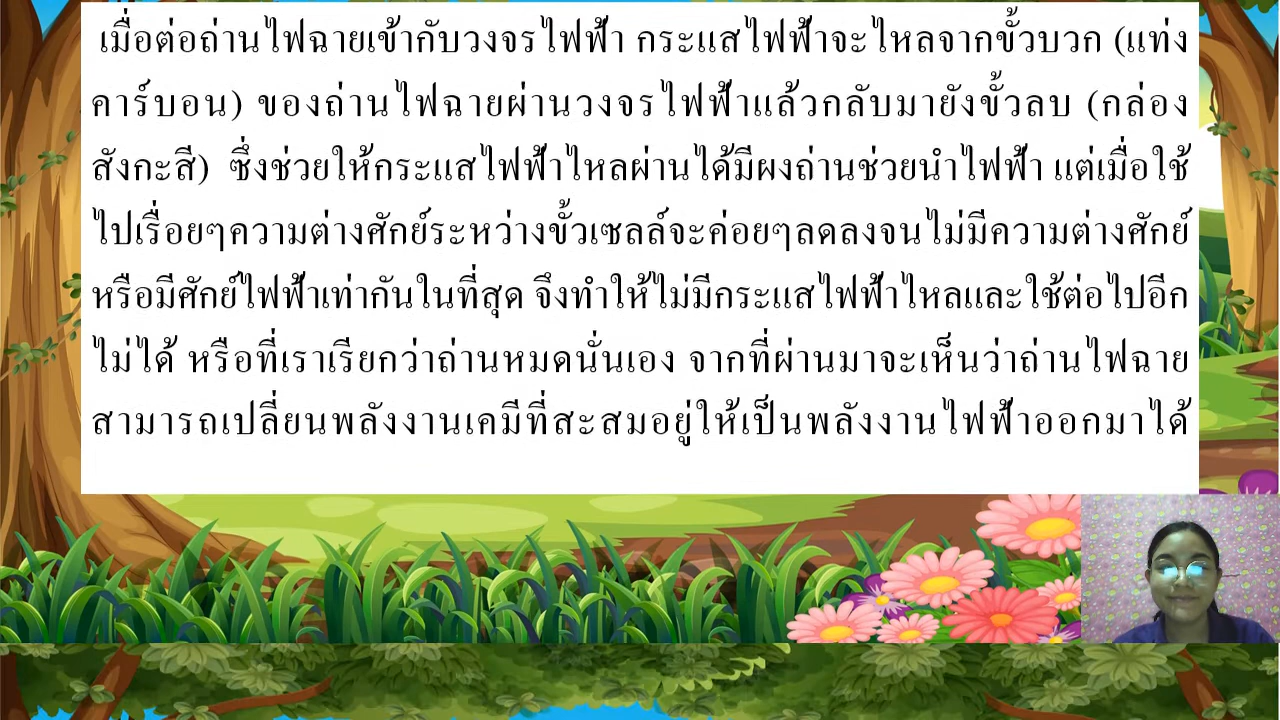 เมื่อต่อถ่านไฟฉายเข้ากับวงจรไฟฟ้า กระแสไฟฟ้าจะไหลจากขั้วบวก (แท่ง
คาร์บอน) ของถ่านไฟฉายผ่านวงจรไฟฟ้าแล้วกลับมายังขั้วลบ (กล่อง
สังกะสี) ซึ่งช่วยให้กระแสไฟฟ้าไหลผ่านได้มีผงถ่านช่วยนำไฟฟ้า แต่เมื่อใช้
ไปเรื่อยๆความต่างศักย์ระหว่างขั้วเซลล์จะค่อยๆลดลงจนไม่มีความต่างศักย์
หรือมีศักย์ไฟฟ้าเท่ากันในที่สุด จึงทำให้ไม่มีกระแสไฟฟ้าไหลและใช้ต่อไปอีก
ไม่ได้ หรือที่เราเรียกว่าถ่านหมดนั่นเอง จากที่ผ่านมาจะเห็นว่าถ่านไฟฉาย
สามารถเปลี่ยนพลังงานเคมีที่สะสมอยู่ให้เป็นพลังงานไฟฟ้าออกมาได้